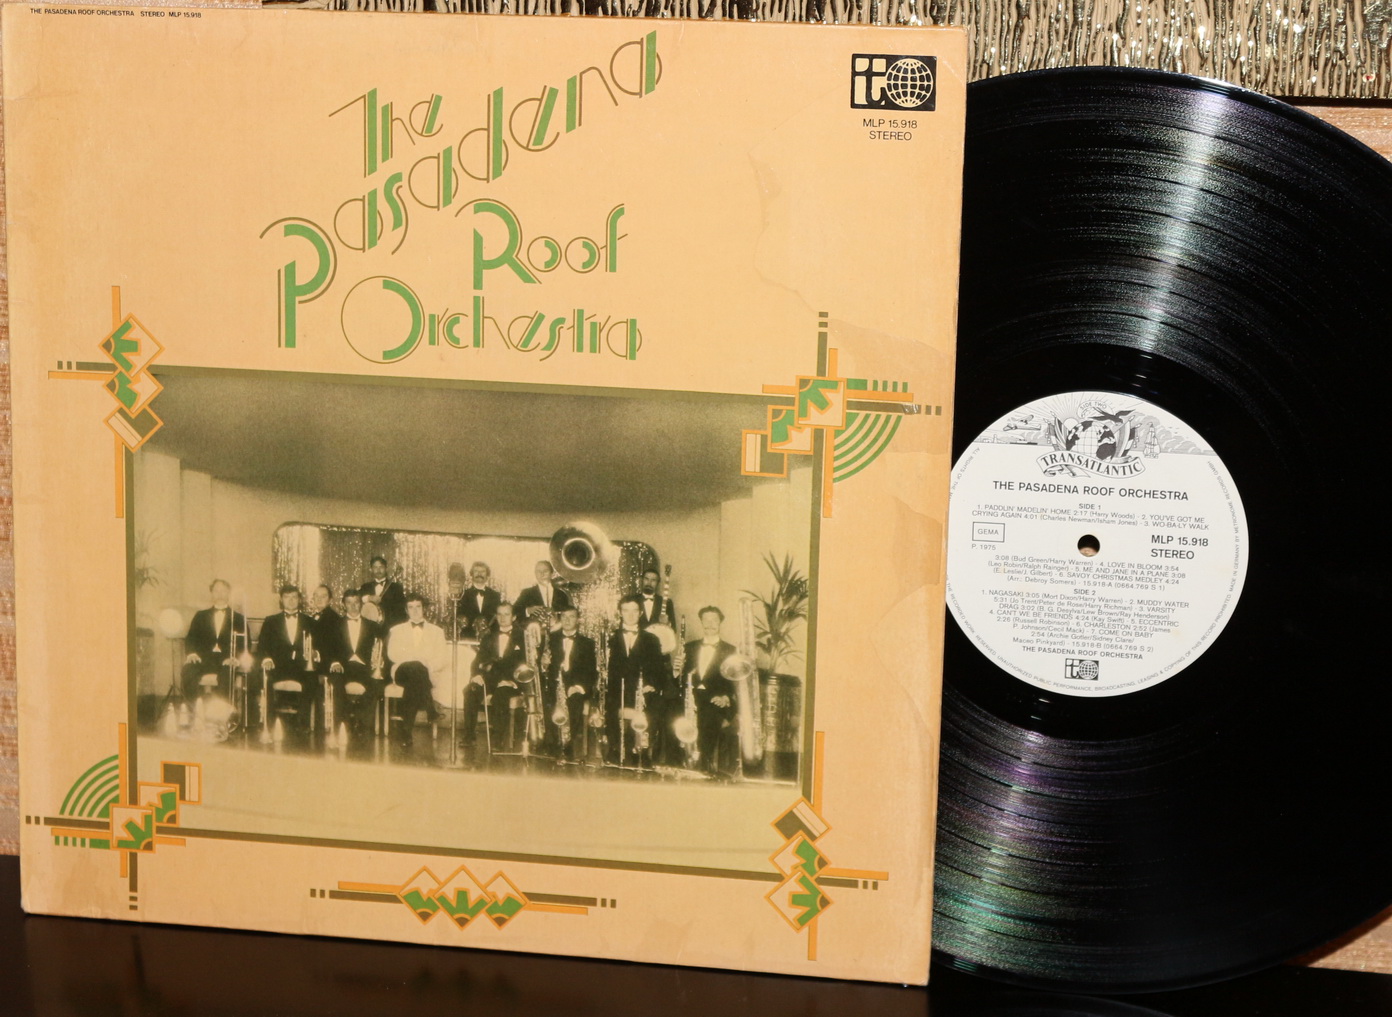 THE PASADENA ROOF ORCHESTRA STEREO MLP 15.918
The
Pasadena
Roof
Orchestra
it
MLP 15.918
STEREO
TRANSATLANTIC
THE PASADENA ROOF ORCHESTRA
SIDE 1
1. PADDLIN' MADELIN' HOME 2:17 (Harry Woods) · 2. YOU'VE GOT ME
CRYING AGAIN 4:01 (Charles Newman/Isham Jones) · 3. WO-BA-LY WALK
GEMA
MLP 15.918
STEREO
P. 1975
3:08 (Bud Green/Harry Warren) · 4. LOVE IN BLOOM 3:54
(Leo Robin/Ralph Rainger) · 5. ME AND JANE IN A PLANE 3:08
(E. Leslie/J. Gilbert) · 6. SAVOY CHRISTMAS MEDLEY 4:24
(Arr.: Debroy Somers) · 15.918-A (0664.769 S 1)
SIDE 2
1. NAGASAKI 3:05 (Mort Dixon/Harry Warren) · 2. MUDDY WATER
5:31 (Jo Trent/Peter de Rose/Harry Richman) · 3. VARSITY
DRAG 3:02 (B. G. Desylva/Lew Brown/Ray Henderson)
4. CAN'T WE BE FRIENDS 4:24 (Kay Swift) · 5. ECCENTRIC
2:26 (Russell Robinson) · 6. CHARLESTON 2:52 (James
P. Johnson/Cecil Mack) · 7. COME ON BABY
2:54 (Archie Gotler/Sidney Clare/
Maceo Pinkyard) · 15.918-B (0664.769 S 2)
THE PASADENA ROOF ORCHESTRA
it